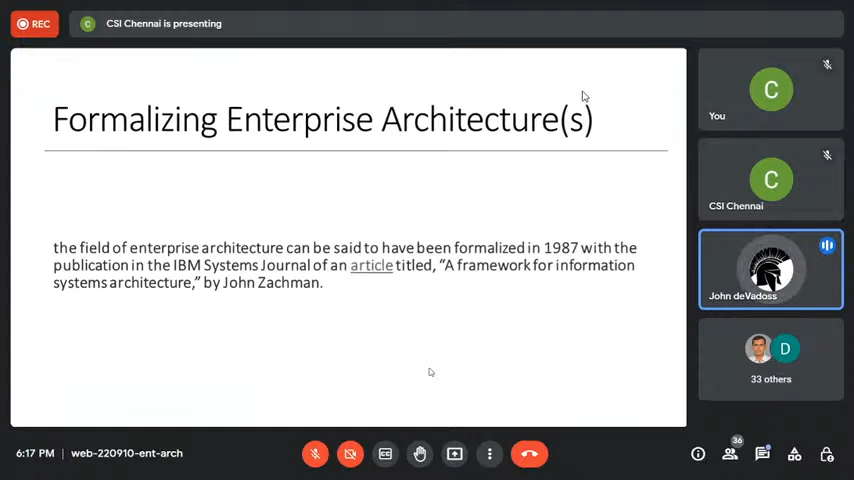 REC
C
CSI Chennai is presenting
Formalizing Enterprise Architecture(s)
the field of enterprise architecture can be said to have been formalized in 1987 with the
publication in the IBM Systems Journal of an article titled, “A framework for information
systems architecture,” by John Zachman.
C
You
C
CSI Chennai
John deVadoss
D
33 others
6:17 PM | web-220910-ent-arch
CC
36